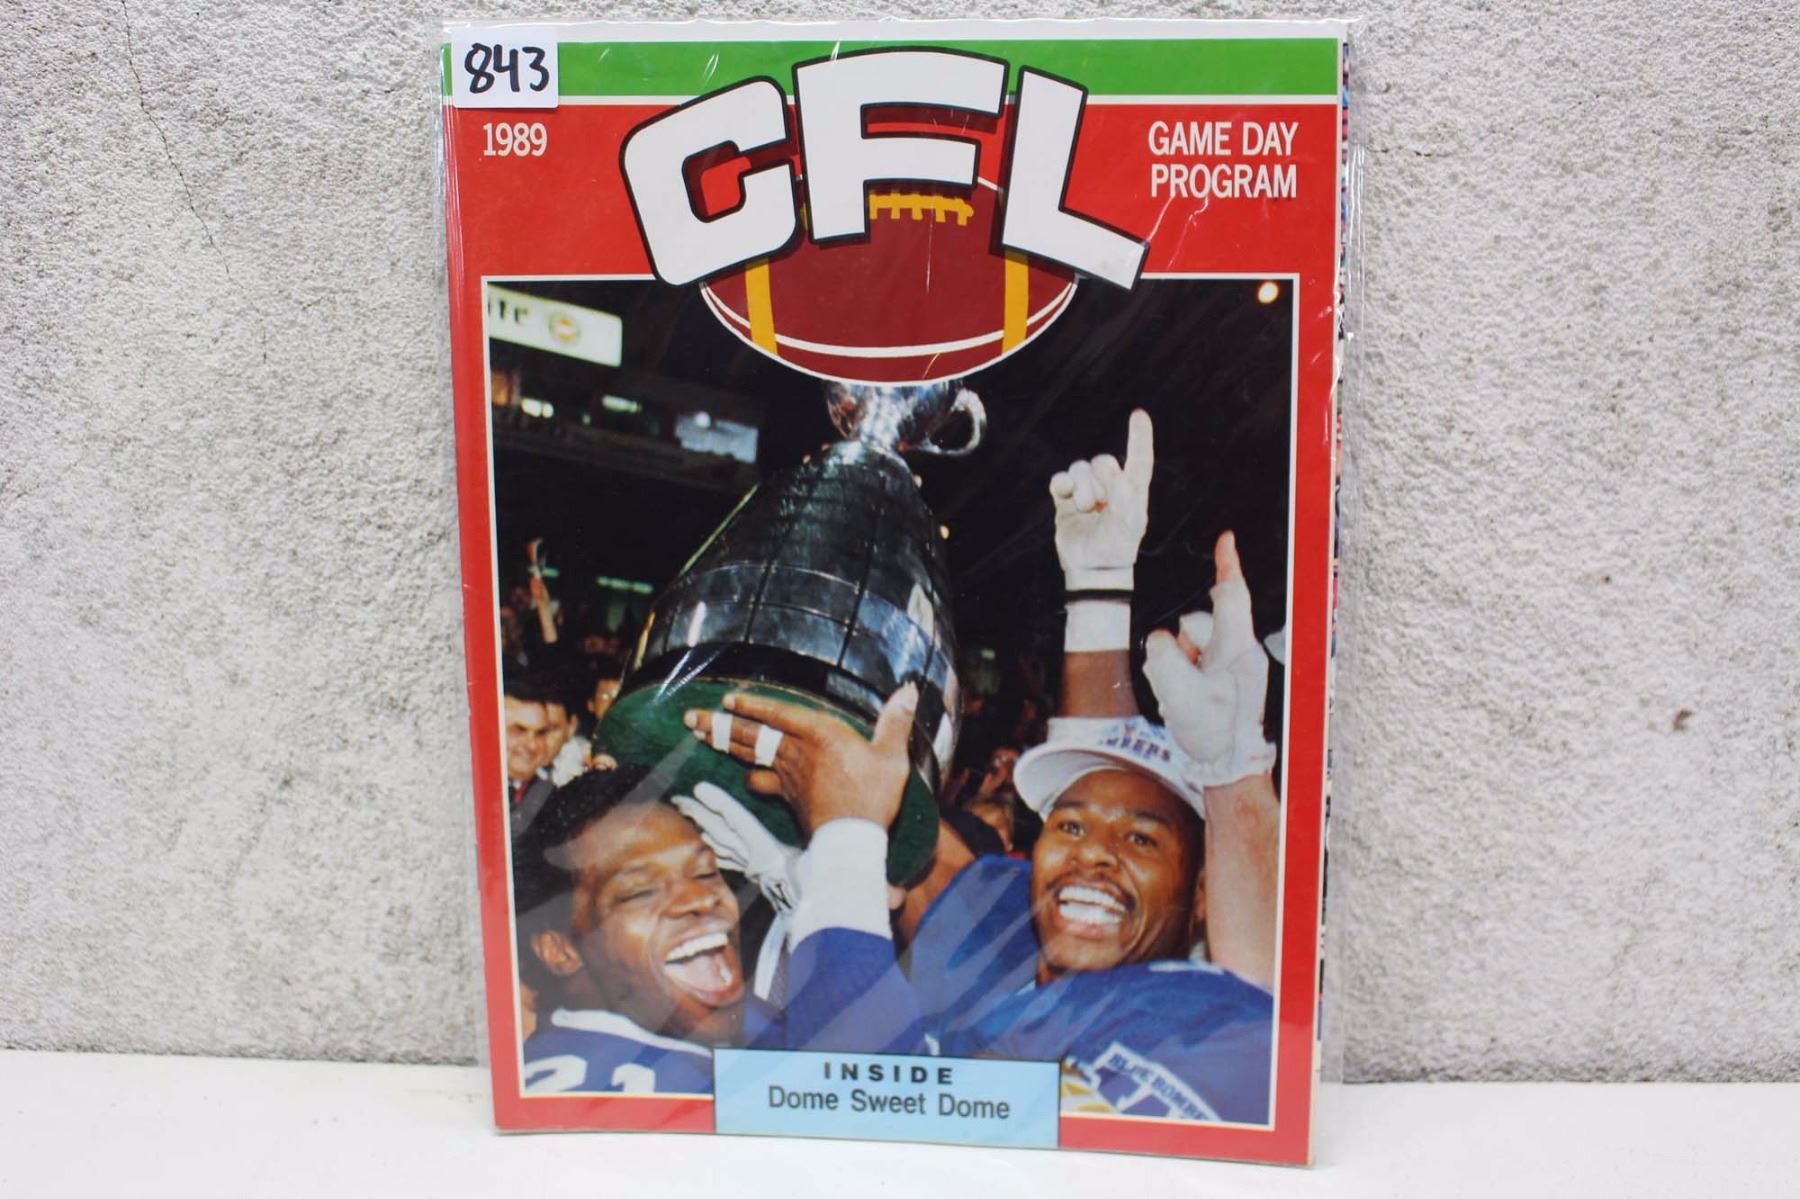 843
1989
CFL
GAME DAY
PROGRAM
INSIDE
Dome Sweet Dome